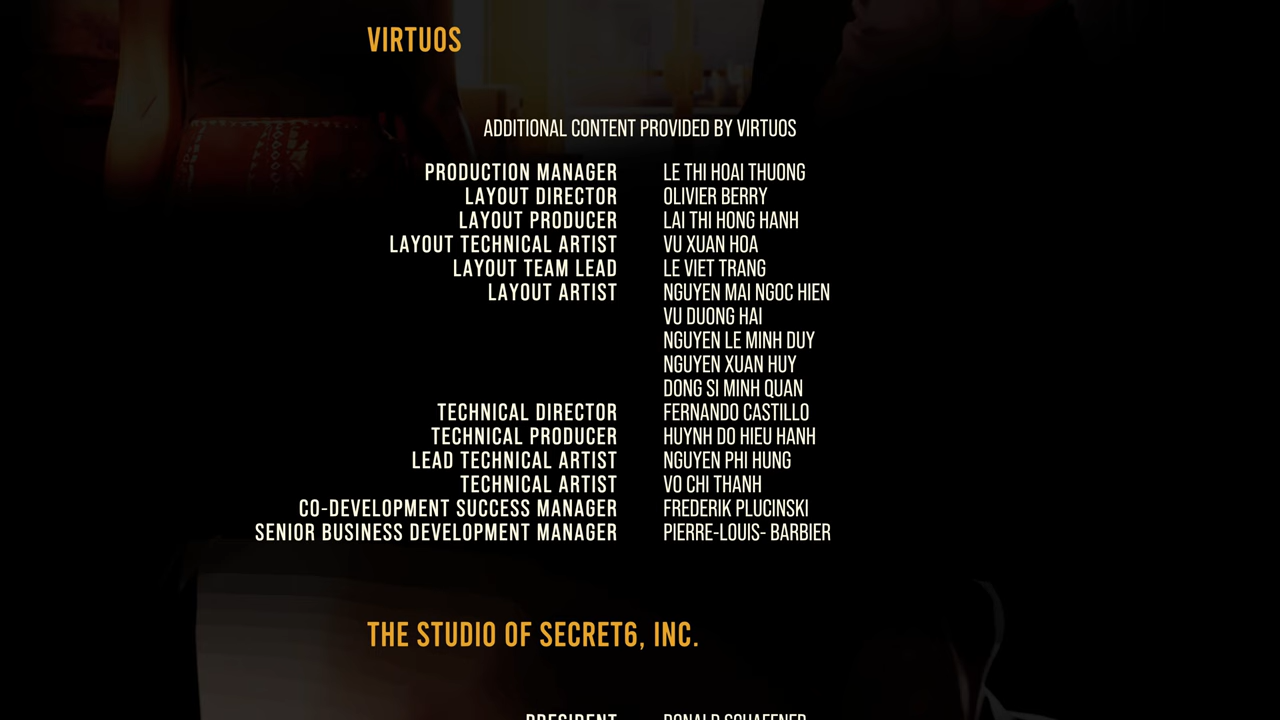 VIRTUOS
ADDITIONAL CONTENT PROVIDED BY VIRTUOS
PRODUCTION MANAGER LE THI HOAI THUONG
LAYOUT DIRECTOR OLIVIER BERRY
LAYOUT PRODUCER LAI THI HONG HANH
LAYOUT TECHNICAL ARTIST VU XUAN HOA
LAYOUT TEAM LEAD LE VIET TRANG
LAYOUT ARTIST NGUYEN MAI NGOC HIEN
VU DUONG HAI
NGUYEN LE MINH DUY
NGUYEN XUAN HUY
DONG SI MINH QUAN
TECHNICAL DIRECTOR FERNANDO CASTILLO
TECHNICAL PRODUCER HUYNH DO HIEU HANH
LEAD TECHNICAL ARTIST NGUYEN PHI HUNG
TECHNICAL ARTIST VO CHI THANH
CO-DEVELOPMENT SUCCESS MANAGER FREDERIK PLUCINSKI
SENIOR BUSINESS DEVELOPMENT MANAGER PIERRE-LOUIS- BARBIER
THE STUDIO OF SECRET6, INC.
PRESIDENT